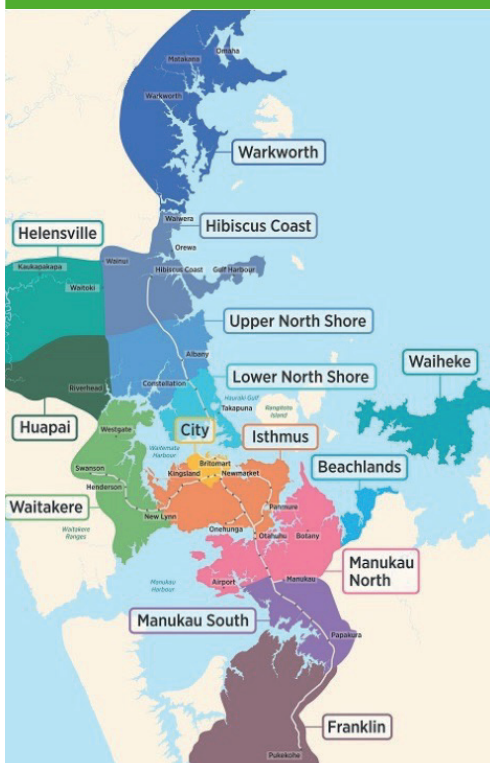 Omaha
Matakana
Warkworth
Warkworth
Waiwera
Hibiscus Coast
Helensville
Orewa
Wainui
Kaukapakapa
Hibiscus Coast
Gulf Harbour
Waitoki
Upper North Shore
Albany
Waiheke
Lower North Shore
Constellation
Riverhead
Hauraki Gulf
Takapuna
Rangitoto
Island
Huapai
City
Isthmus
Westgate
Waitemata
Harbour
Britomart
Beachlands
Swanson
Kingsland
Newmarket
Henderson
Waitakere
Panmure
New Lynn
Waitakere
Ranges
Onehunga
Otahuhu
Botany
Manukau
North
Manukau
Harbour
Airport
Manukau
Manukau South
Papakura
Franklin
Pukekohe